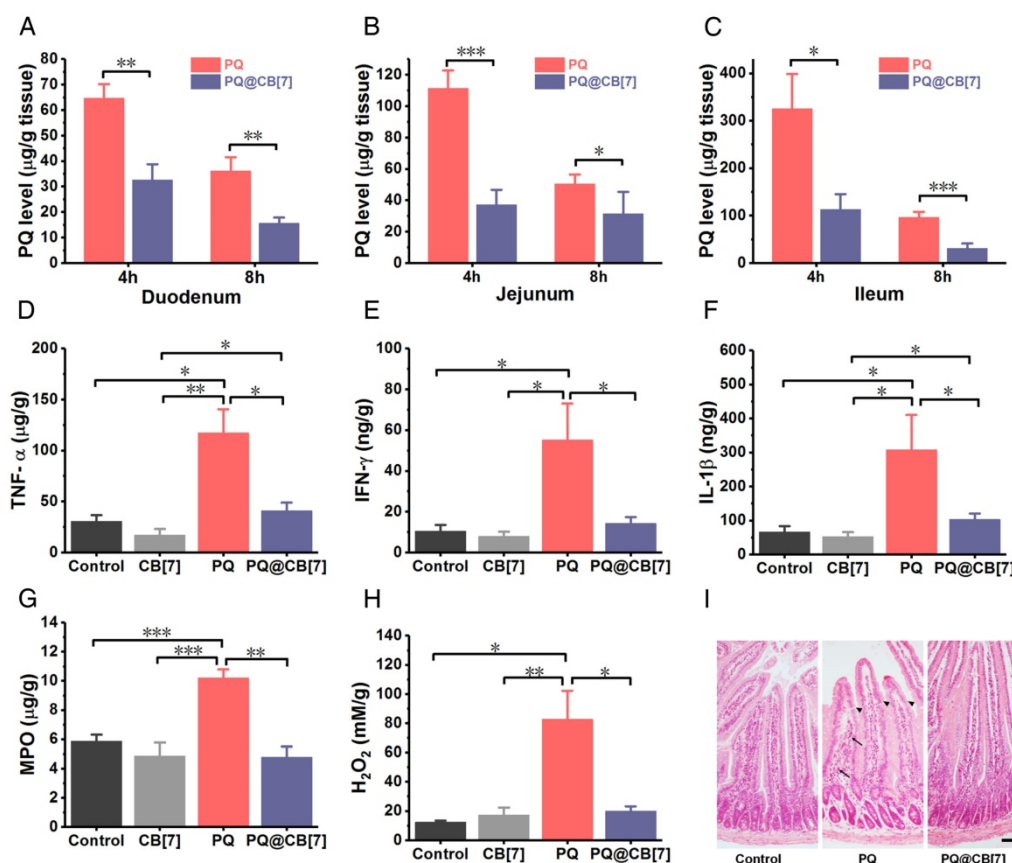 A
PQ level (μg/g tissue)
70
60
50
40
30
20
10
0
**
**
PQ
PQ@CB[7]
4h
8h
Duodenum
B
PQ level (μg/g tissue)
120
100
80
60
40
20
0
***
*
PQ
PQ@CB[7]
4h
8h
Jejunum
C
PQ level (μg/g tissue)
400
300
200
100
0
*
***
PQ
PQ@CB[7]
4h
8h
Ileum
D
TNF- α (μg/g)
200
150
100
50
0
*
*
**
*
Control
CB[7]
PQ
PQ@CB[7]
E
IFN-γ (ng/g)
100
80
60
40
20
0
*
*
*
Control
CB[7]
PQ
PQ@CB[7]
F
IL-1β (ng/g)
600
500
400
300
200
100
0
*
*
*
*
Control
CB[7]
PQ
PQ@CB[7]
G
MPO (μg/g)
14
12
10
8
6
4
2
0
***
***
**
Control
CB[7]
PQ
PQ@CB[7]
H
H₂O₂ (mM/g)
140
120
100
80
60
40
20
0
*
**
*
Control
CB[7]
PQ
PQ@CB[7]
I
Control
PQ
PQ@CB[7]